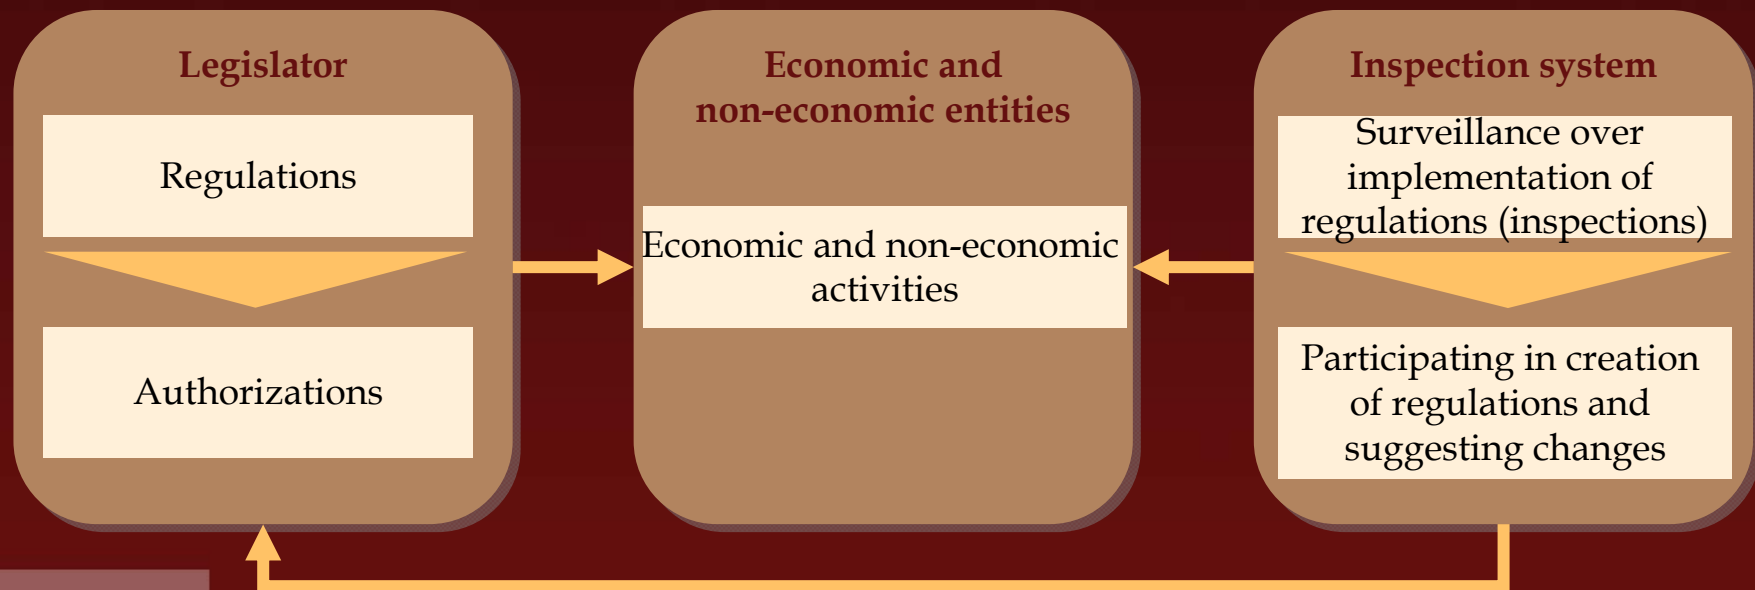 Legislator
Regulations
Authorizations
Economic and
non-economic entities
Economic and non-economic
activities
Inspection system
Surveillance over
implementation of
regulations (inspections)
Participating in creation
of regulations and
suggesting changes